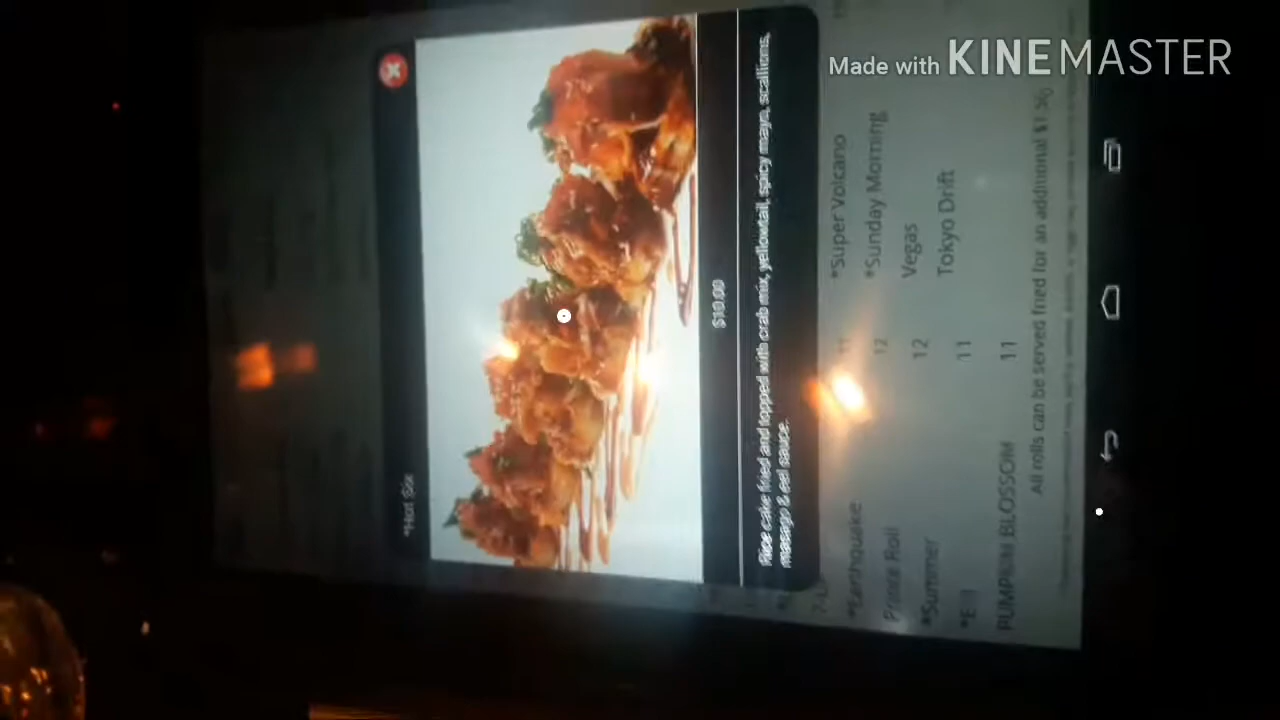 Made with KINEMASTER
*Hot Six
$10.00
Rice cake fried and topped with crab mix, yellowtail, spicy mayo, scallions,
masago & eel sauce.
*Earthquake 11 *Super Volcano
Prince Roll 12 *Sunday Morning
*Summer 12 Vegas
11 Tokyo Drift
PUMPKIN BLOSSOM 11
All rolls can be served fried for an additional $1.50